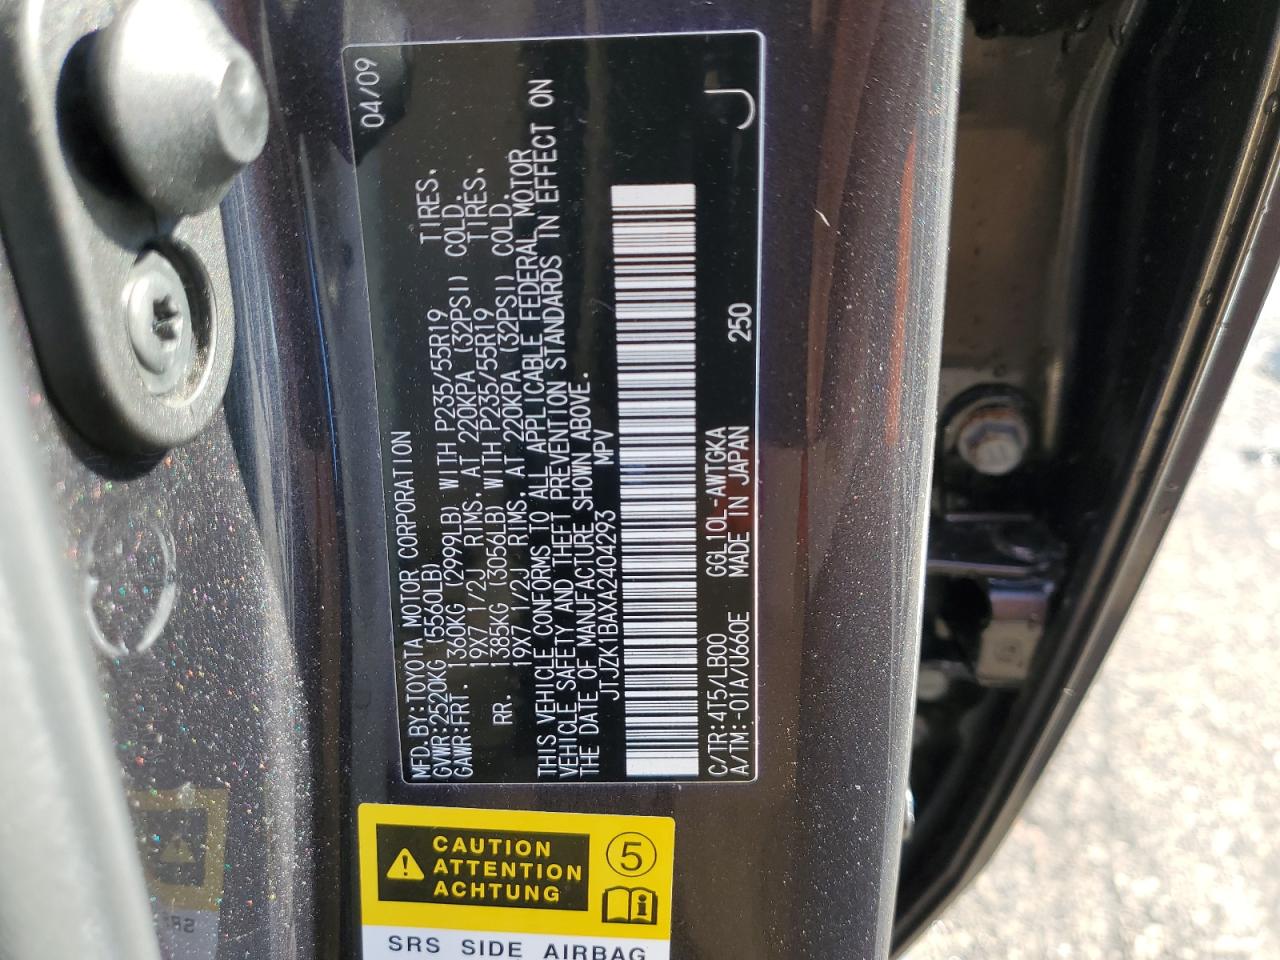 MFD.BY:TOYOTA MOTOR CORPORATION 04/09
GVWR:2520KG (5560LB)
GAWR:FRT. 1360KG (2999LB) WITH P235/55R19 TIRES.
19X7 1/2J RIMS. AT 220KPA (32PSI) COLD.
RR. 1385KG (3056LB) WITH P235/55R19 TIRES.
19X7 1/2J RIMS. AT 220KPA (32PSI) COLD.
THIS VEHICLE CONFORMS TO ALL APPLICABLE FEDERAL MOTOR
VEHICLE SAFETY AND THEFT PREVENTION STANDARDS IN EFFECT ON
THE DATE OF MANUFACTURE SHOWN ABOVE.
JTJZK1BAXA2404293 MPV
C/TR:4T5/LB00 GGL10L-AWTGKA
A/TM:-01A/U660E MADE IN JAPAN 250 J
CAUTION
ATTENTION
ACHTUNG
5
i
SRS SIDE AIRBAG